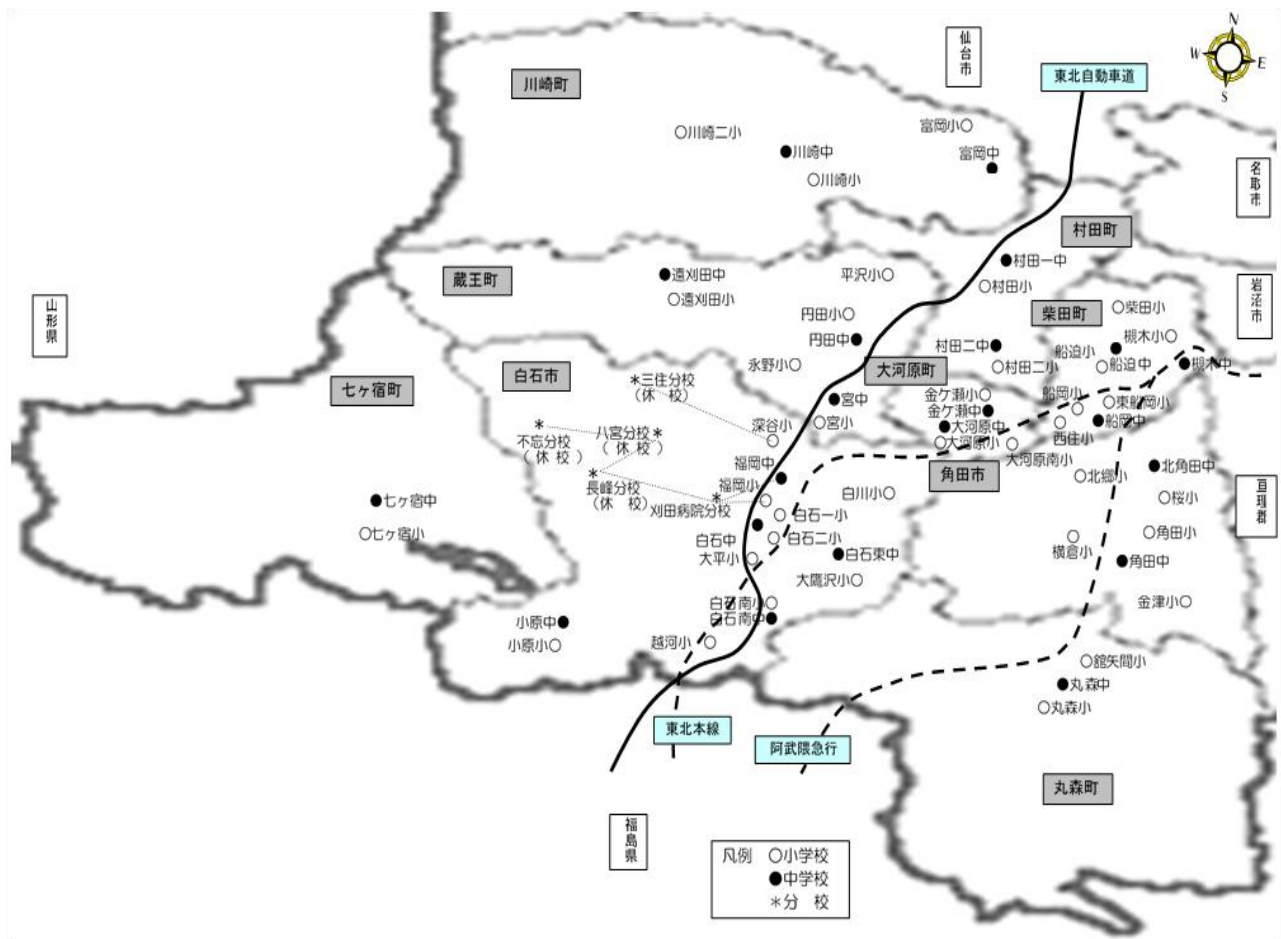 N
W
E
S
仙台市
東北自動車道
川崎町
富岡小○
○川崎二小
●川崎中
富岡中
○川崎小
名取市
村田町
●村田一中
●遠刈田中
平沢小○
蔵王町
○村田小
岩沼市
○遠刈田小
山形県
円田小○
柴田町
○柴田小
槻木小○
円田中
村田二中
船迫小
永野小○
大河原町
○村田二小
○船迫中
槻木中
白石市
七ヶ宿町
*三住分校
(休 校)
金ケ瀬小○
船岡小
○東船岡小
●宮中
金ケ瀬中
深谷小
○宮小
●大河原中
●船岡中
不忘分校
(休 校)
八宮分校*
(休 校)
○大河原小
西住小
大河原南小
福岡中
角田市
●北角田中
○北郷小
長峰分校
(休 校)
福岡小
白川小○
○桜小
●七ヶ宿中
刈田病院分校
亘理郡
○白石一小
○七ヶ宿小
白石中
○白石二小
○角田小
横倉小
大平小
●白石東中
●角田中
大鷹沢小○
白石南小○
金津小○
小原中
白石南中
小原小○
越河小
○舘矢間小
●丸森中
○丸森小
東北本線
阿武隈急行
丸森町
福島県
凡例 ○小学校
●中学校
*分 校